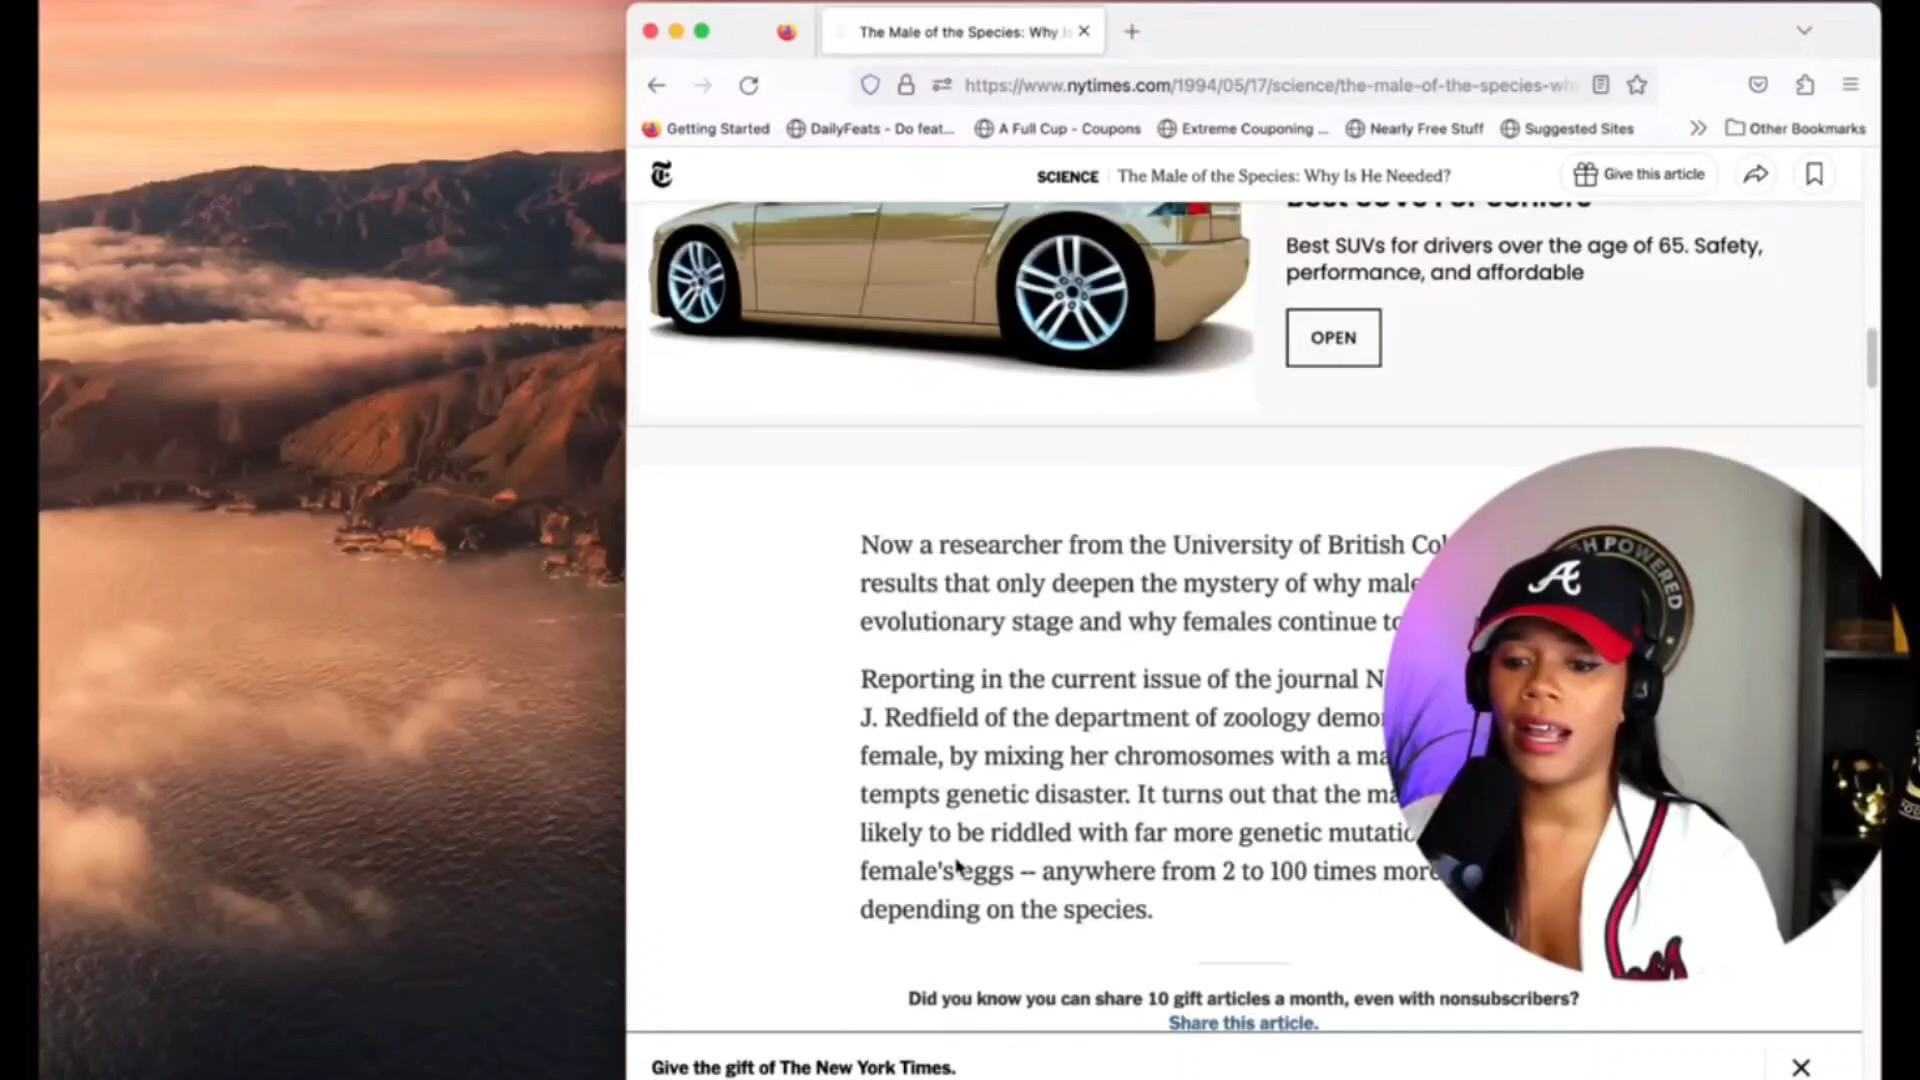 The Male of the Species: Why Is
https://www.nytimes.com/1994/05/17/science/the-male-of-the-species-wh
Getting Started
DailyFeats - Do feat...
A Full Cup - Coupons
Extreme Couponing ...
Nearly Free Stuff
Suggested Sites
Other Bookmarks
SCIENCE
The Male of the Species: Why Is He Needed?
Give this article
Best SUVs For Seniors
Best SUVs for drivers over the age of 65. Safety,
performance, and affordable
OPEN
Now a researcher from the University of British Col
results that only deepen the mystery of why male
evolutionary stage and why females continue to
Reporting in the current issue of the journal N
J. Redfield of the department of zoology demon
female, by mixing her chromosomes with a ma
tempts genetic disaster. It turns out that the ma
likely to be riddled with far more genetic mutatio
female's eggs -- anywhere from 2 to 100 times more
depending on the species.
H POWERED
A
Did you know you can share 10 gift articles a month, even with nonsubscribers?
Share this article.
Give the gift of The New York Times.